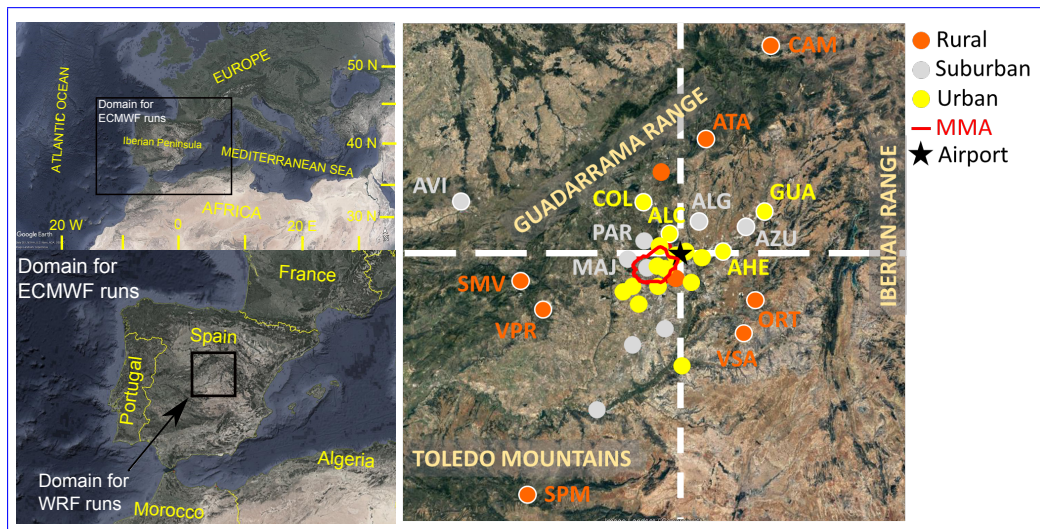 EUROPE
50 N
ATLANTIC OCEAN
Domain for
ECMWF runs
Iberian Peninsula
40 N
MEDITERRANEAN SEA
AFRICA
30 N
Google Earth
20 W
0
20 E
Domain for
ECMWF runs
France
Spain
Portugal
Domain for
WRF runs
Algeria
Morocco
CAM
ATA
GUADARRAMA RANGE
AVI
COL
ALG
GUA
ALC
PAR
AZU
MAJ
AHE
IBERIAN RANGE
SMV
VPR
ORT
VSA
TOLEDO MOUNTAINS
SPM
Rural
Suburban
Urban
MMA
Airport